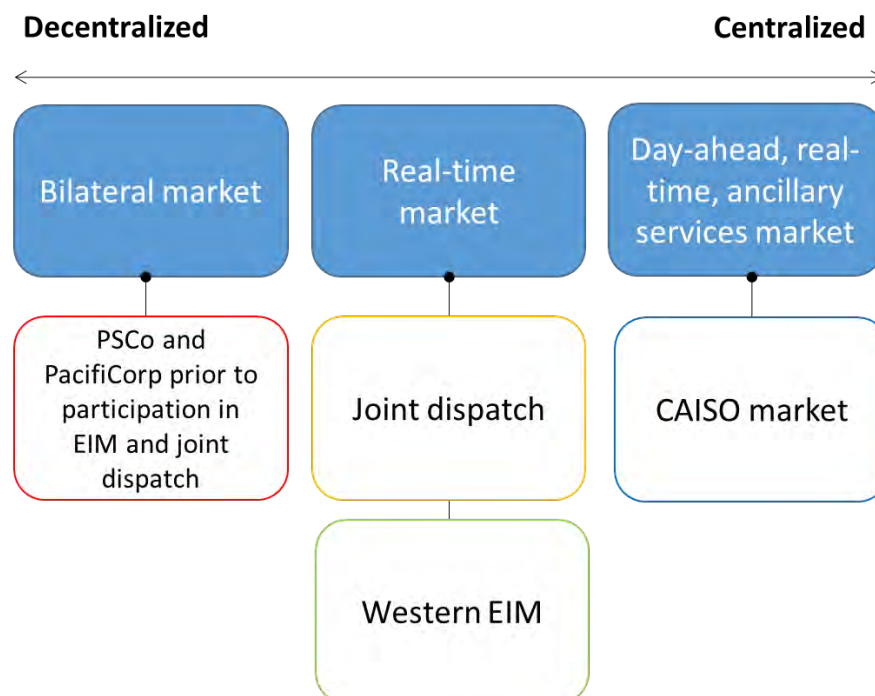 Decentralized
Centralized
Bilateral market
Real-time
market
Day-ahead, real-
time, ancillary
services market
PSCo and
PacifiCorp prior to
participation in
EIM and joint
dispatch
Joint dispatch
CAISO market
Western EIM